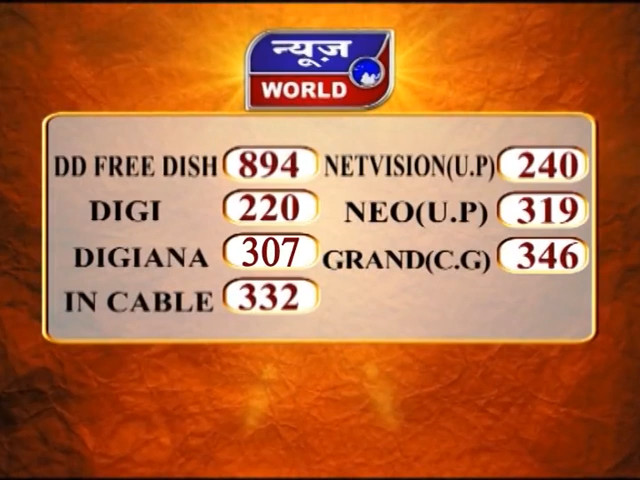 न्यूज़
WORLD
DD FREE DISH 894 NETVISION(U.P) 240
DIGI 220 NEO(U.P) 319
DIGIANA 307 GRAND(C.G) 346
IN CABLE 332